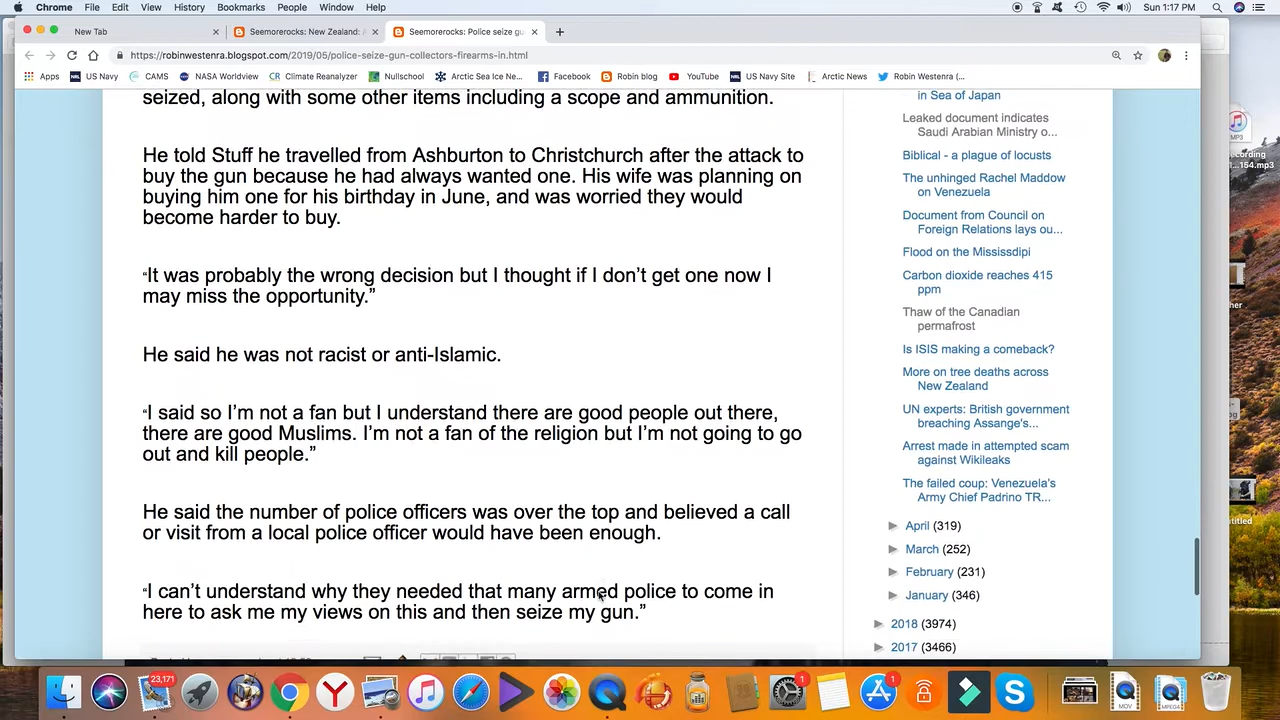 Chrome File Edit View History Bookmarks People Window Help Sun 1:17 PM
New Tab Seemorerocks: New Zealand: Seemorerocks: Police seize gu
https://robinwestenra.blogspot.com/2019/05/police-seize-gun-collectors-firearms-in.html
Apps US Navy CAMS NASA Worldview Climate Reanalyzer Nullschool Arctic Sea Ice Ne... Facebook Robin blog YouTube US Navy Site Arctic News Robin Westenra (...
seized, along with some other items including a scope and ammunition.
He told Stuff he travelled from Ashburton to Christchurch after the attack to
buy the gun because he had always wanted one. His wife was planning on
buying him one for his birthday in June, and was worried they would
become harder to buy.
“It was probably the wrong decision but I thought if I don’t get one now I
may miss the opportunity.”
He said he was not racist or anti-Islamic.
“I said so I’m not a fan but I understand there are good people out there,
there are good Muslims. I’m not a fan of the religion but I’m not going to go
out and kill people.”
He said the number of police officers was over the top and believed a call
or visit from a local police officer would have been enough.
“I can’t understand why they needed that many armed police to come in
here to ask me my views on this and then seize my gun.”
in Sea of Japan
Leaked document indicates
Saudi Arabian Ministry o...
Biblical - a plague of locusts
The unhinged Rachel Maddow
on Venezuela
Document from Council on
Foreign Relations lays ou...
Flood on the Mississdipi
Carbon dioxide reaches 415
ppm
Thaw of the Canadian
permafrost
Is ISIS making a comeback?
More on tree deaths across
New Zealand
UN experts: British government
breaching Assange's...
Arrest made in attempted scam
against Wikileaks
The failed coup: Venezuela's
Army Chief Padrino TR...
► April (319)
► March (252)
► February (231)
► January (346)
► 2018 (3974)
► 2017 (3466)
MP3
ecording
...154.mp3
her
ntitled
23,171
1
1
MOV
MPEG4